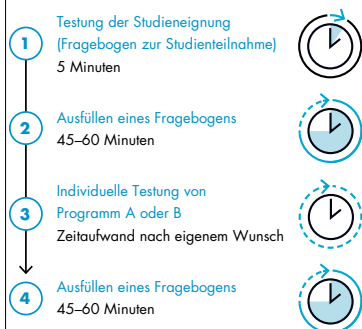 Testung der Studieneignung
(Fragebogen zur Studienteilnahme)
1
5 Minuten
Ausfüllen eines Fragebogens
2
45–60 Minuten
Individuelle Testung von
3
Programm A oder B
Zeitaufwand nach eigenem Wunsch
Ausfüllen eines Fragebogens
4
45–60 Minuten